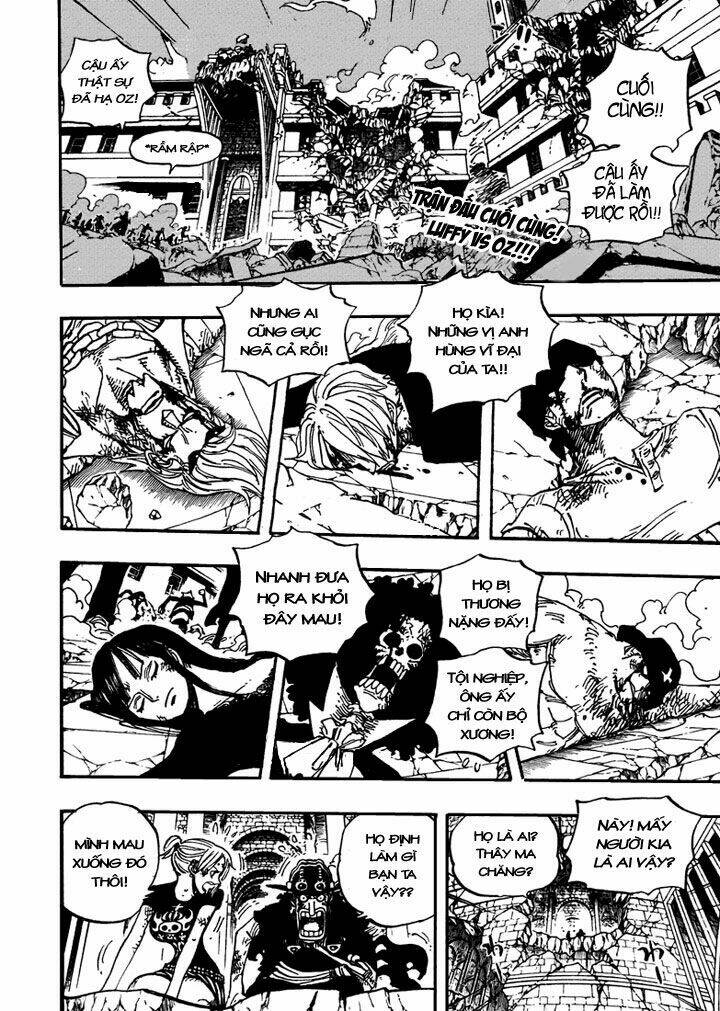 CUỐI
CÙNG!!
CẬU ẤY
ĐÃ LÀM
ĐƯỢC RỒI!!
TRẬN ĐẤU CUỐI CÙNG!
LUFFY VS OZ!!!
CẬU ẤY
THẬT SỰ
ĐÃ HẠ OZ!
*RẦM RẬP*
HỌ KÌA!
NHỮNG VỊ ANH
HÙNG VĨ ĐẠI
CỦA TA!!
NHƯNG AI
CŨNG GỤC
NGÃ CẢ RỒI!
HỌ BỊ
THƯƠNG
NẶNG ĐẤY!
TỘI NGHIỆP,
ÔNG ẤY
CHỈ CÒN BỘ
XƯƠNG!
NHANH ĐƯA
HỌ RA KHỎI
ĐÂY MAU!
NÀY! MẤY
NGƯỜI KIA
LÀ AI VẬY?
HỌ LÀ AI?
THÂY MA
CHĂNG?
HỌ ĐỊNH
LÀM GÌ
BẠN TA
VẬY??
MÌNH MAU
XUỐNG ĐÓ
THÔI!